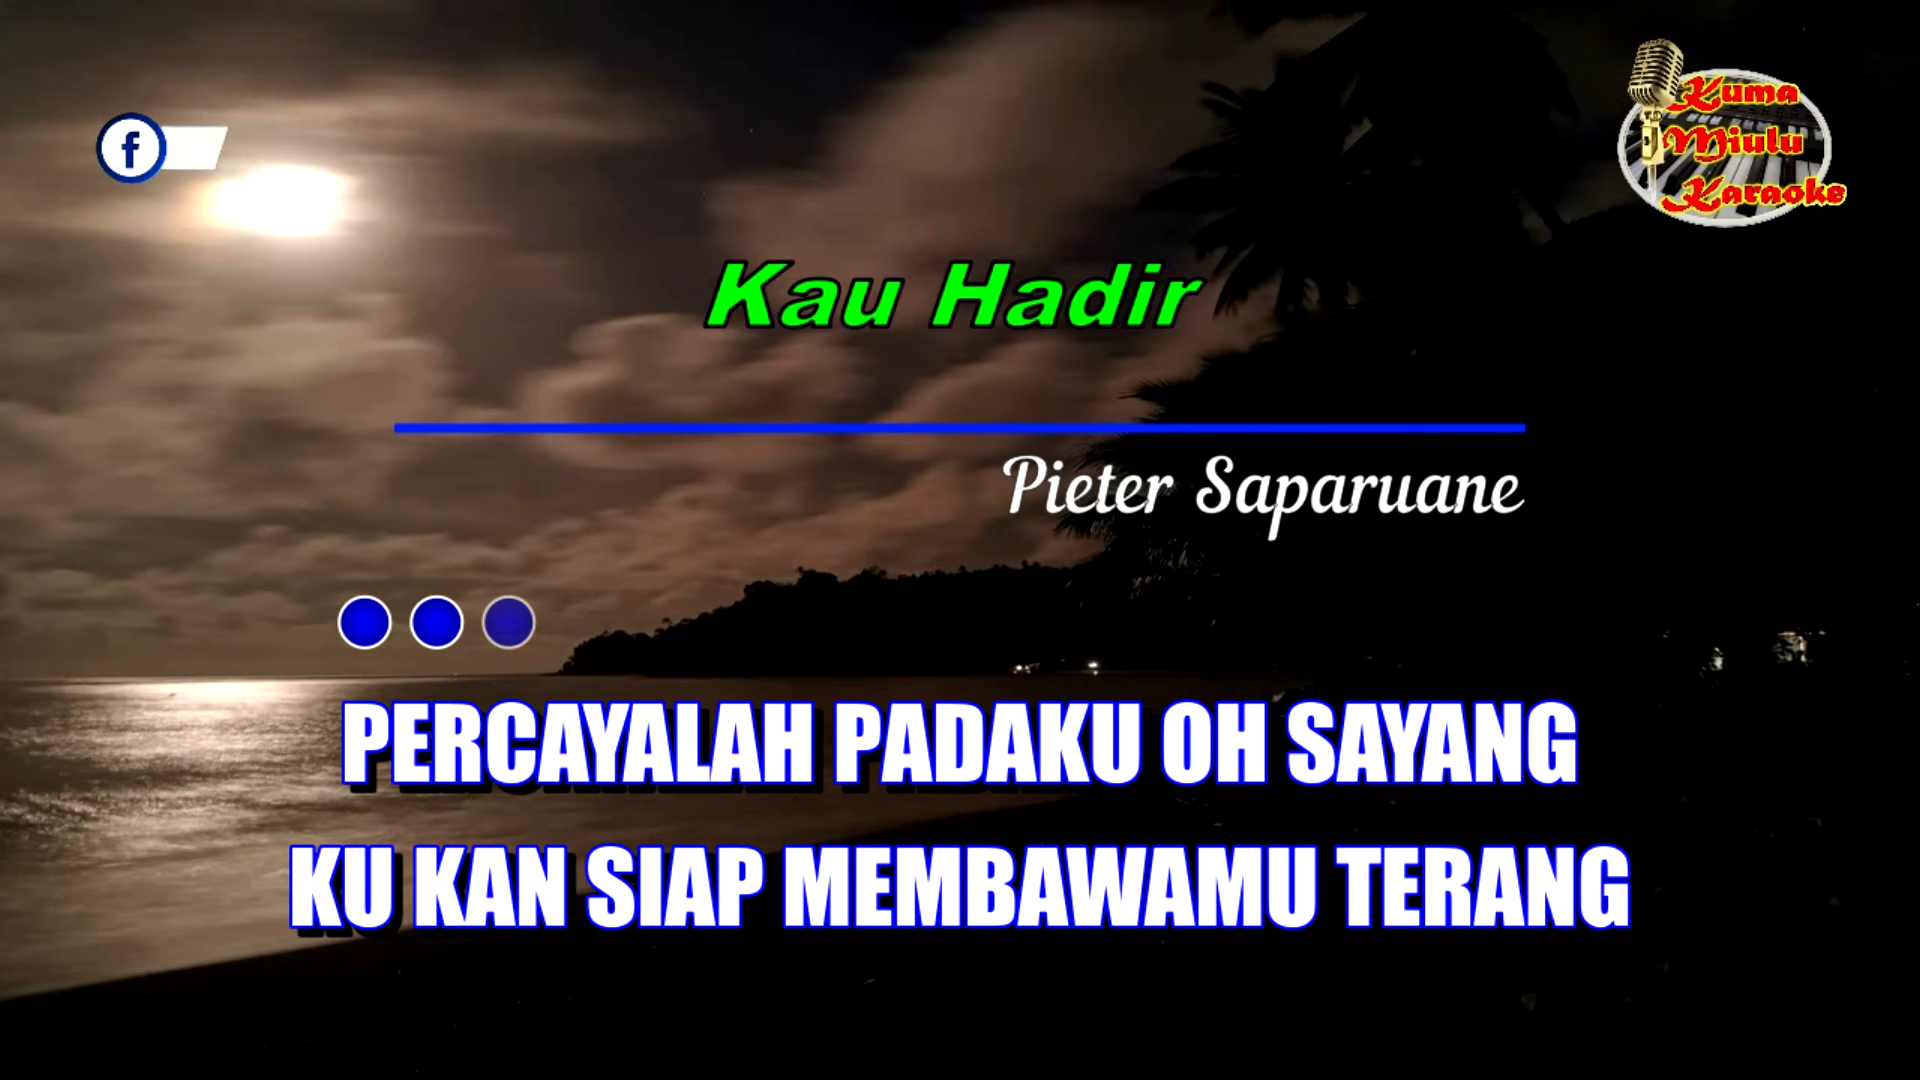 f
Kuma
Miulu
Karaoke
Kau Hadir
Pieter Saparuane
PERCAYALAH PADAKU OH SAYANG
KU KAN SIAP MEMBAWAMU TERANG